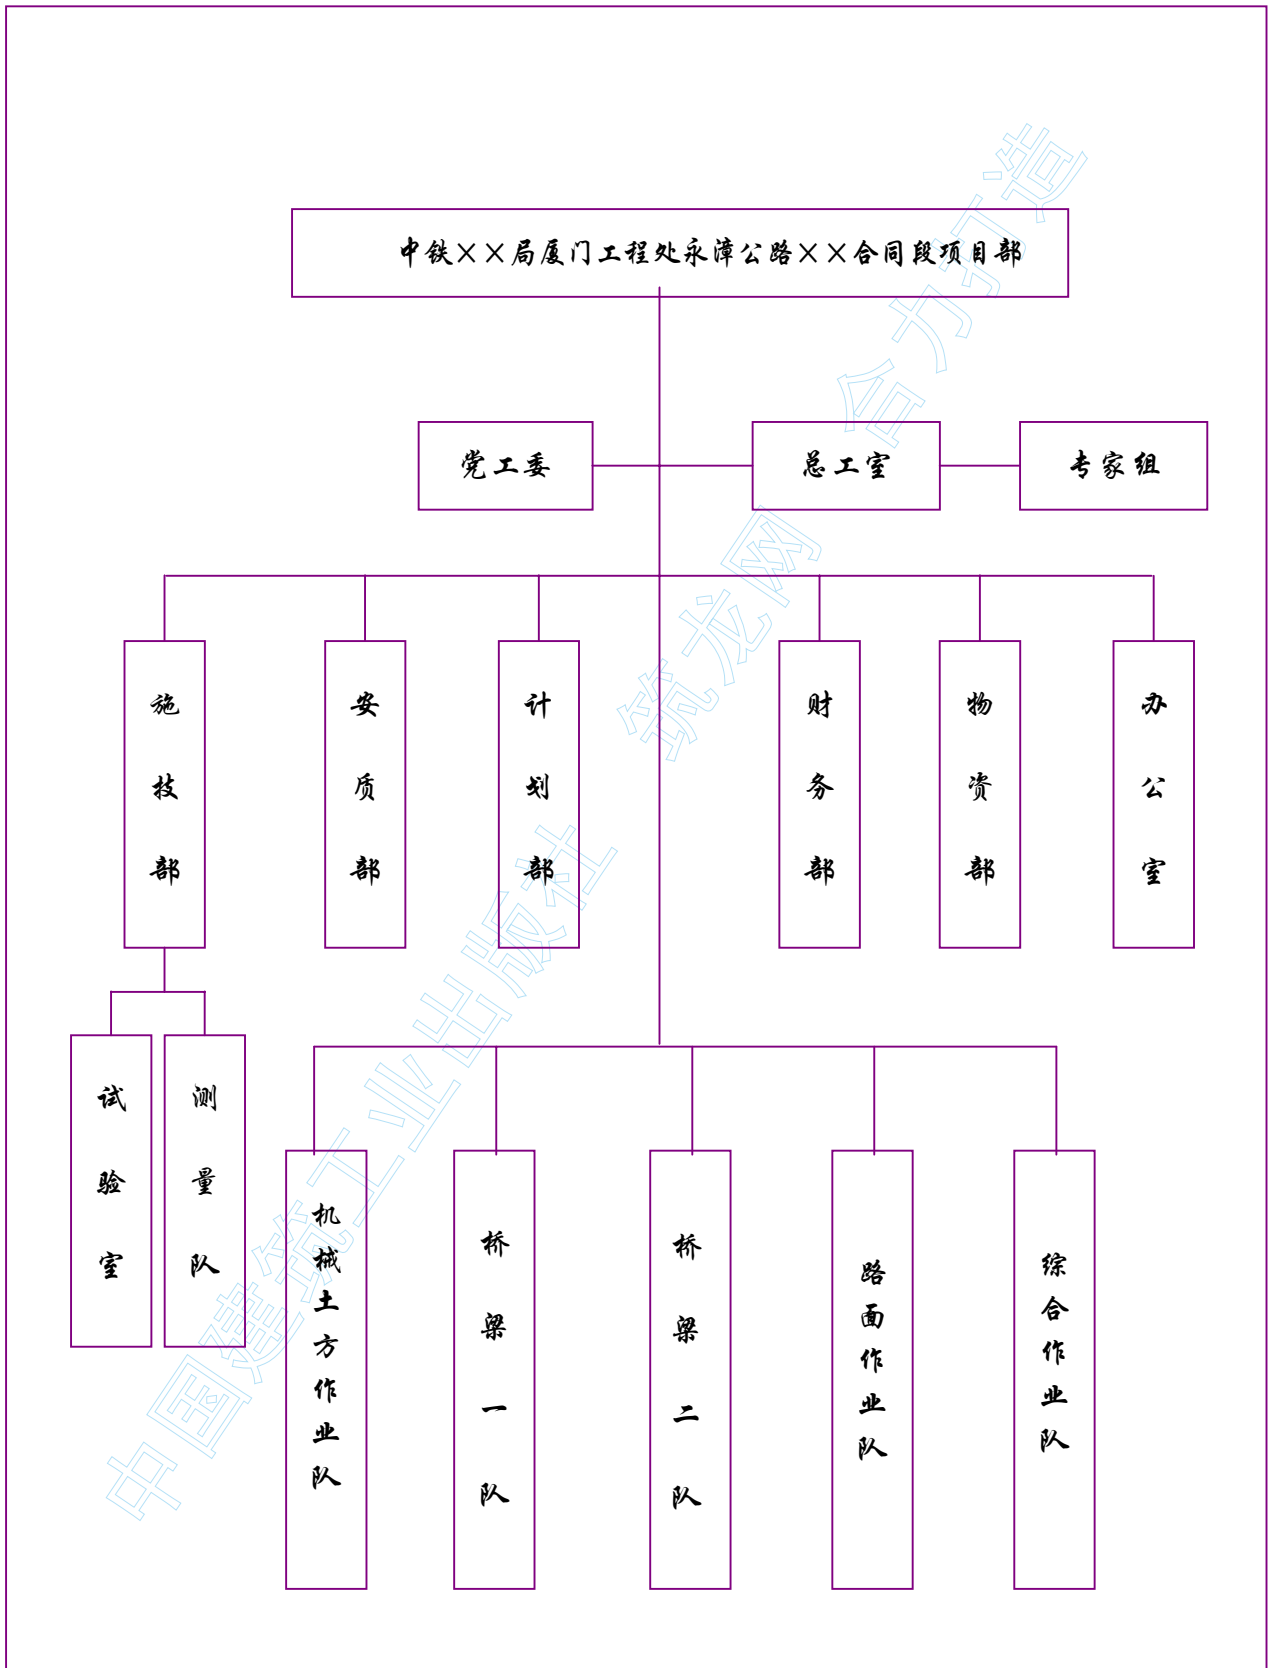 中铁××局厦门工程处永漳公路××合同段项目部
党工委
总工室
专家组
施技部
安质部
计划部
财务部
物资部
办公室
试验室
测量队
机械土方作业队
桥梁一队
桥梁二队
路面作业队
综合作业队
中国建筑工业出版社 筑龙网 合力打造